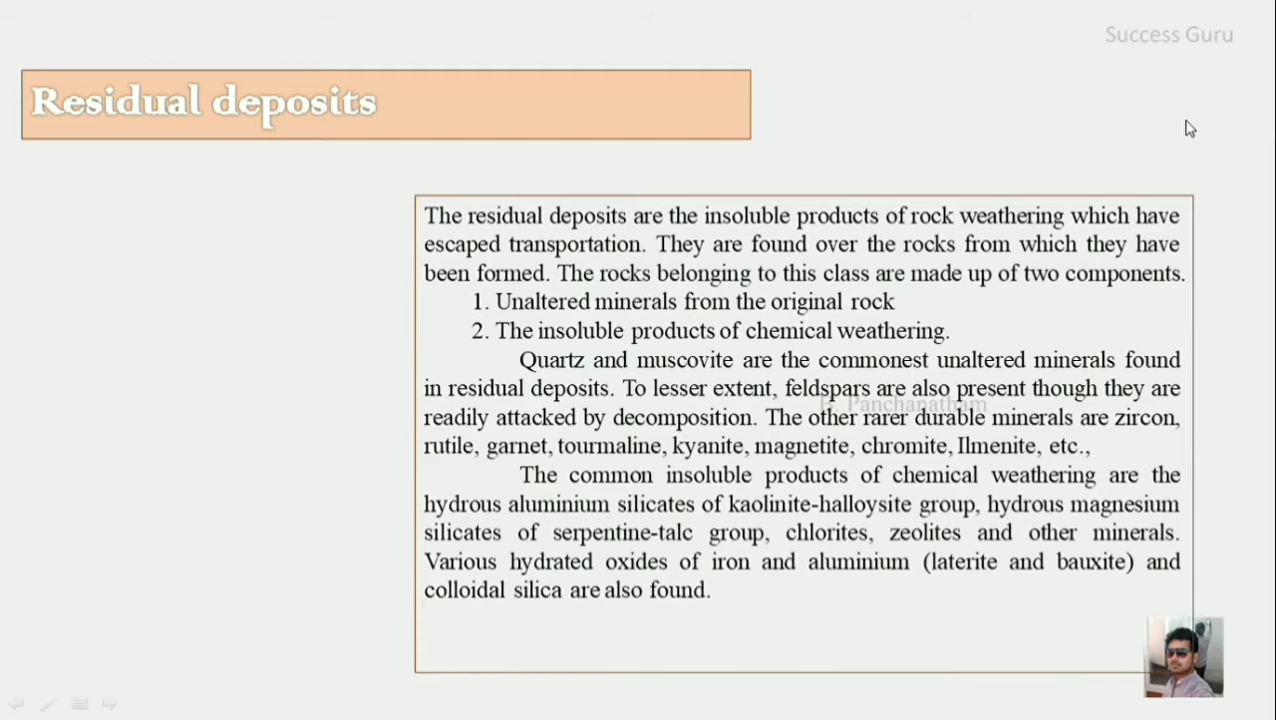 Success Guru
Residual deposits
The residual deposits are the insoluble products of rock weathering which have
escaped transportation. They are found over the rocks from which they have
been formed. The rocks belonging to this class are made up of two components.
1. Unaltered minerals from the original rock
2. The insoluble products of chemical weathering.
Quartz and muscovite are the commonest unaltered minerals found
in residual deposits. To lesser extent, feldspars are also present though they are
readily attacked by decomposition. The other rarer durable minerals are zircon,
rutile, garnet, tourmaline, kyanite, magnetite, chromite, Ilmenite, etc.,
The common insoluble products of chemical weathering are the
hydrous aluminium silicates of kaolinite-halloysite group, hydrous magnesium
silicates of serpentine-talc group, chlorites, zeolites and other minerals.
Various hydrated oxides of iron and aluminium (laterite and bauxite) and
colloidal silica are also found.
Panchanatham